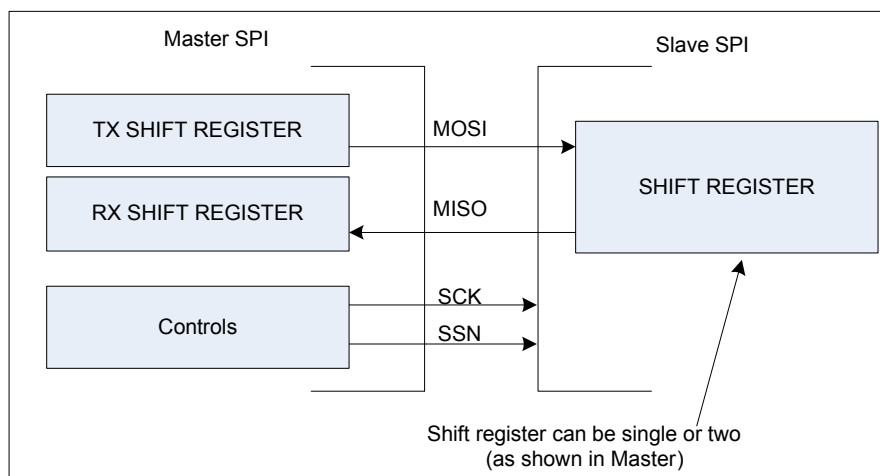 Master SPI
Slave SPI
TX SHIFT REGISTER
MOSI
RX SHIFT REGISTER
MISO
SHIFT REGISTER
Controls
SCK
SSN
Shift register can be single or two
(as shown in Master)